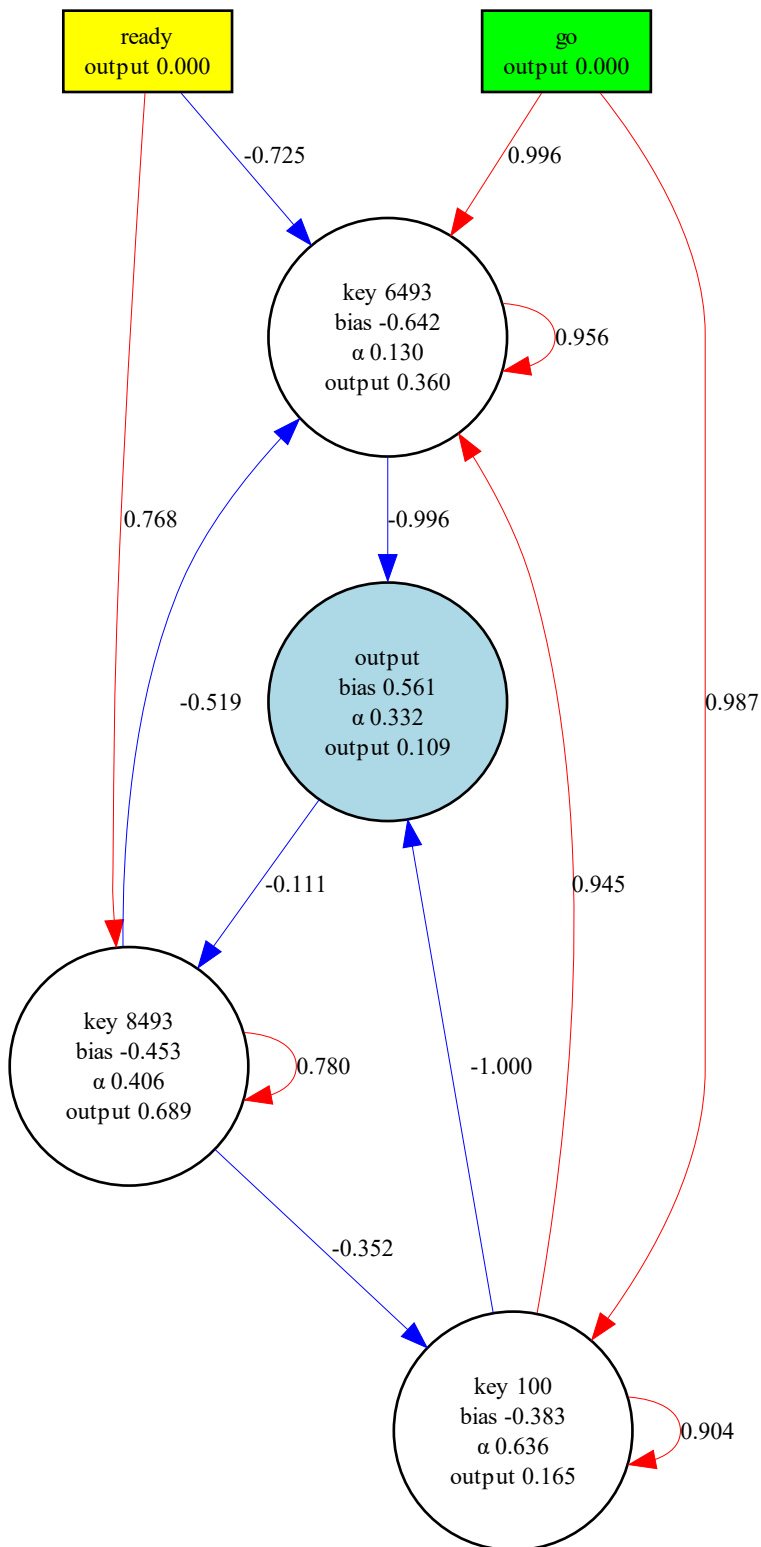 ready
output 0.000
go
output 0.000
-0.725
0.996
key 6493
bias -0.642
α 0.130
output 0.360
0.956
0.768
-0.996
-0.519
output
bias 0.561
α 0.332
output 0.109
0.987
-0.111
0.945
key 8493
bias -0.453
α 0.406
output 0.689
0.780
-1.000
-0.352
key 100
bias -0.383
α 0.636
output 0.165
0.904